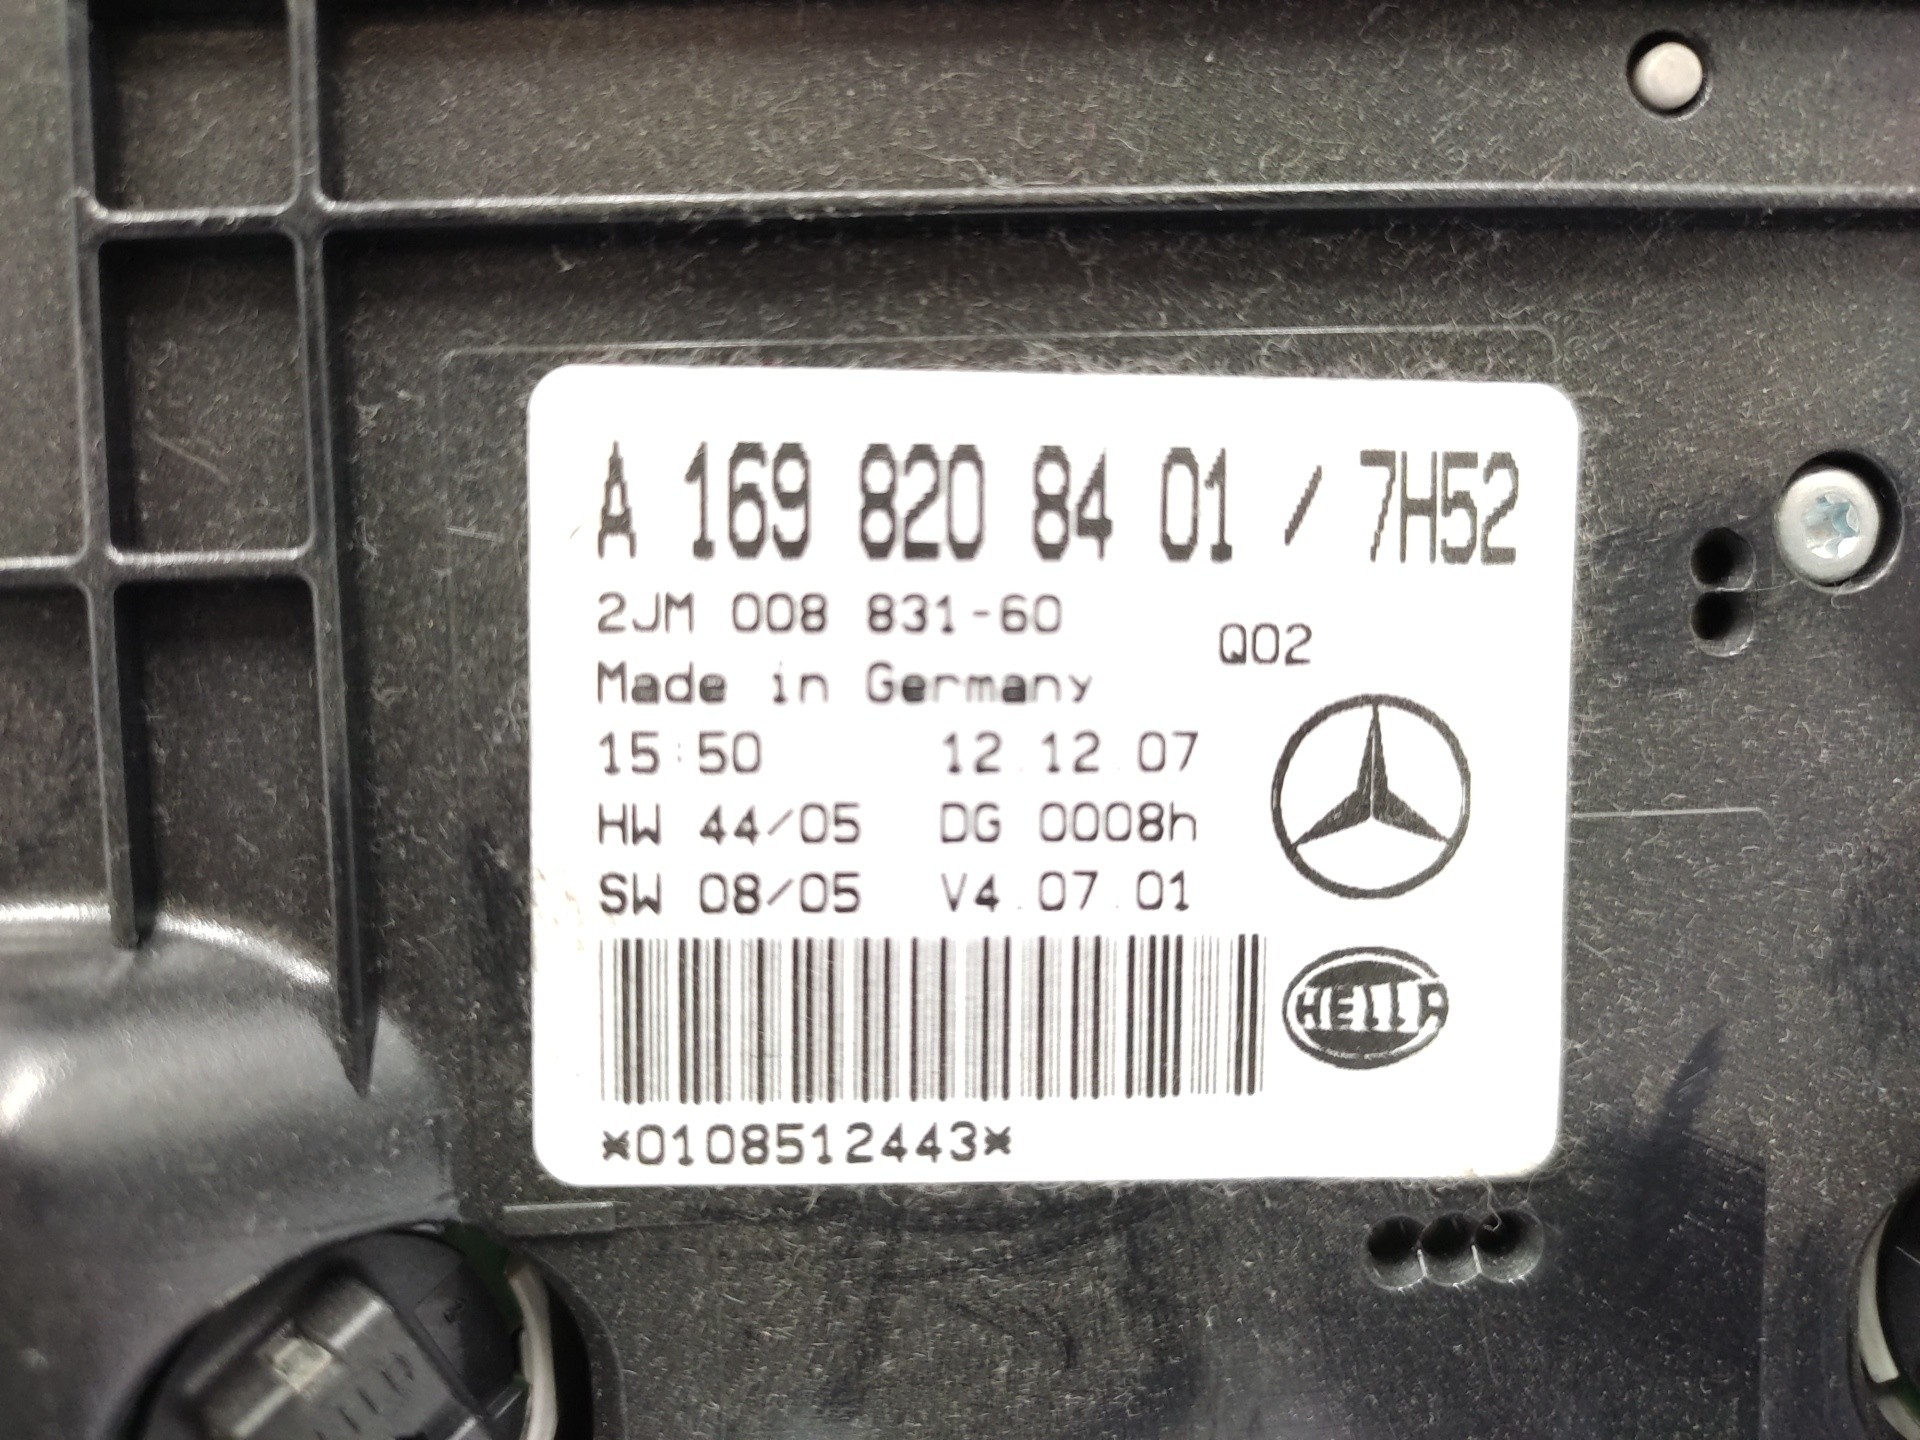 A 169 820 84 01 / 7H52
2JM 008 831-60
Q02
Made in Germany
15:50 12.12.07
HW 44/05 DG 0008h
SW 08/05 V4.07.01
HELLA
*0108512443*